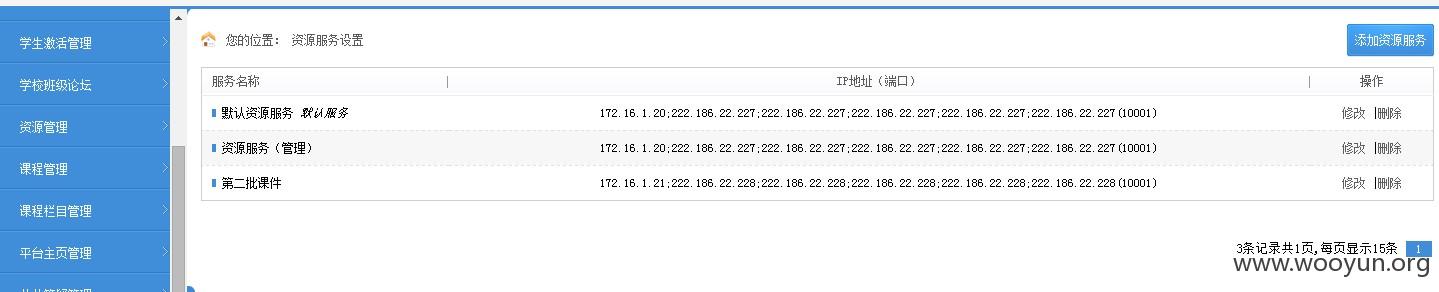 学生激活管理
学校班级论坛
资源管理
课程管理
课程栏目管理
平台主页管理
您的位置: 资源服务设置
添加资源服务
服务名称 IP地址（端口） 操作
默认资源服务 默认服务 172.16.1.20;222.186.22.227;222.186.22.227;222.186.22.227;222.186.22.227;222.186.22.227(10001) 修改 |删除
资源服务（管理） 172.16.1.20;222.186.22.227;222.186.22.227;222.186.22.227;222.186.22.227;222.186.22.227(10001) 修改 |删除
第二批课件 172.16.1.21;222.186.22.228;222.186.22.228;222.186.22.228;222.186.22.228;222.186.22.228(10001) 修改 |删除
3条记录共1页,每页显示15条 1
www.wooyun.org